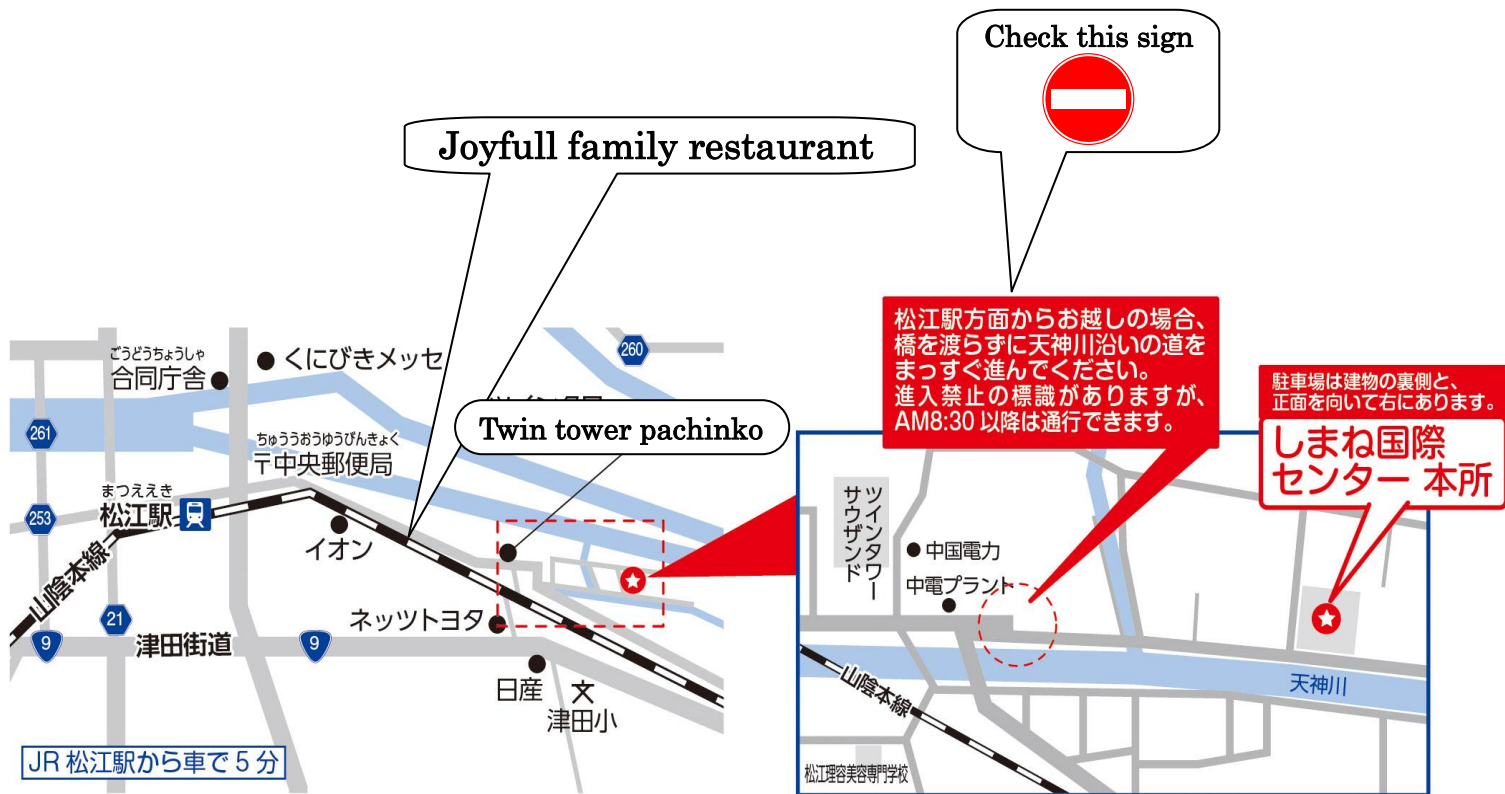 Check this sign
Joyfull family restaurant
松江駅方面からお越しの場合、
橋を渡らずに天神川沿いの道を
まっすぐ進んでください。
進入禁止の標識がありますが、
AM8:30 以降は通行できます。
駐車場は建物の裏側と、
正面を向いて右にあります。
しまね国際
センター 本所
ごうどうちょうしゃ
合同庁舎
くにびきメッセ
260
261
Twin tower pachinko
ちゅううおうゆうびんきょく
〒中央郵便局
まつええき
松江駅
253
イオン
山陰本線
21
9
津田街道
9
ネッツトヨタ
日産
文
津田小
JR 松江駅から車で 5 分
ツインタワー
サウザンド
中国電力
中電プラント
山陰本線
天神川
松江理容美容専門学校